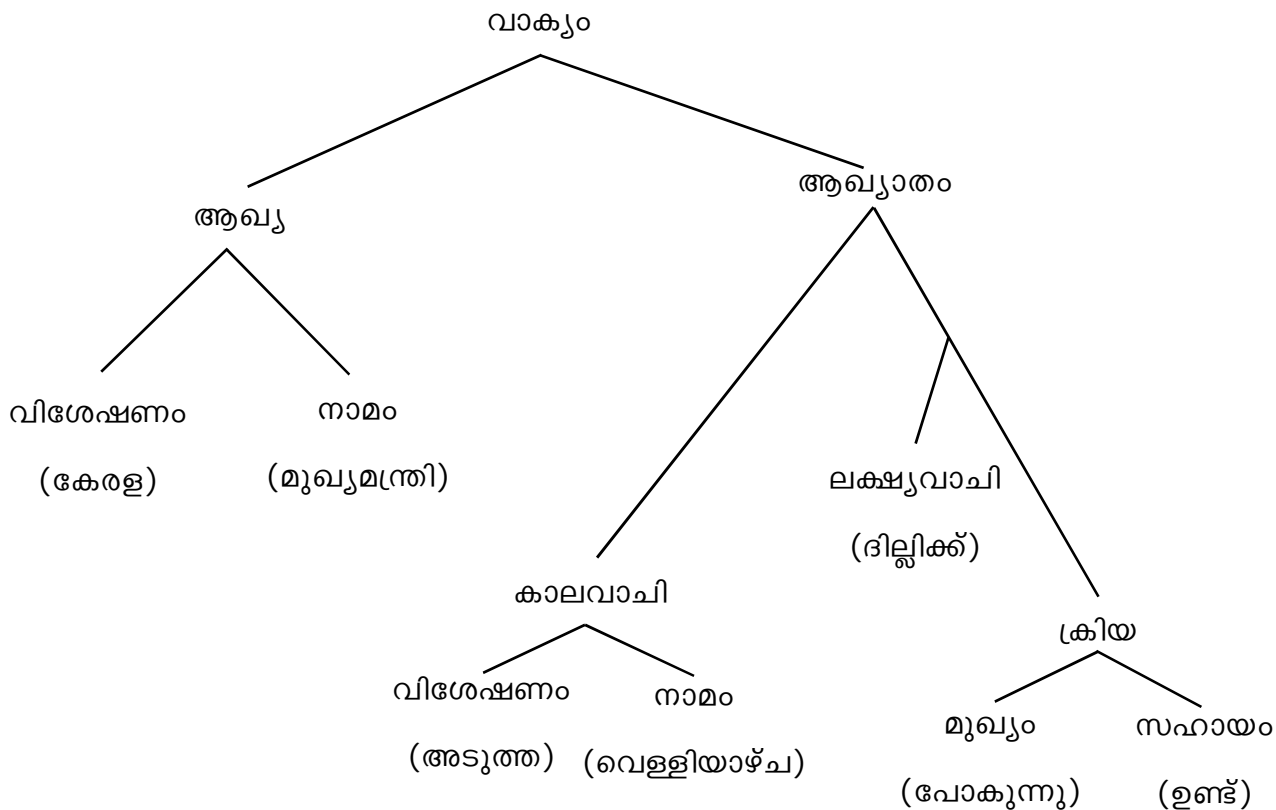 വാക്യം
ആഖ്യാതം
ആഖ്യ
വിശേഷണം
നാമം
(കേരള)
(മുഖ്യമന്ത്രി)
ലക്ഷ്യവാചി
(ദില്ലിക്ക്)
കാലവാചി
ക്രിയ
വിശേഷണം
നാമം
(അടുത്ത)
(വെള്ളിയാഴ്ച)
മുഖ്യം
സഹായം
(പോകുന്നു)
(ഉണ്ട്)